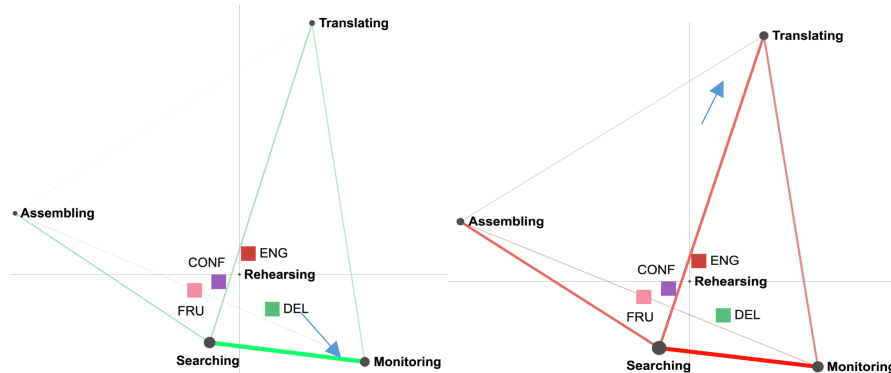 Translating
Assembling
ENG
CONF
Rehearsing
FRU
DEL
Searching
Monitoring
Translating
Assembling
ENG
CONF
Rehearsing
FRU
DEL
Searching
Monitoring